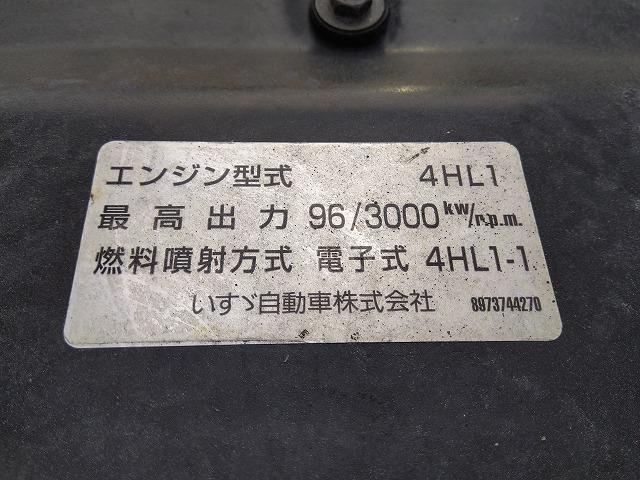 エンジン型式 4HL1
最高出力 96/3000 kW/r.p.m.
燃料噴射方式 電子式 4HL1-1
いすゞ自動車株式会社 8973744270